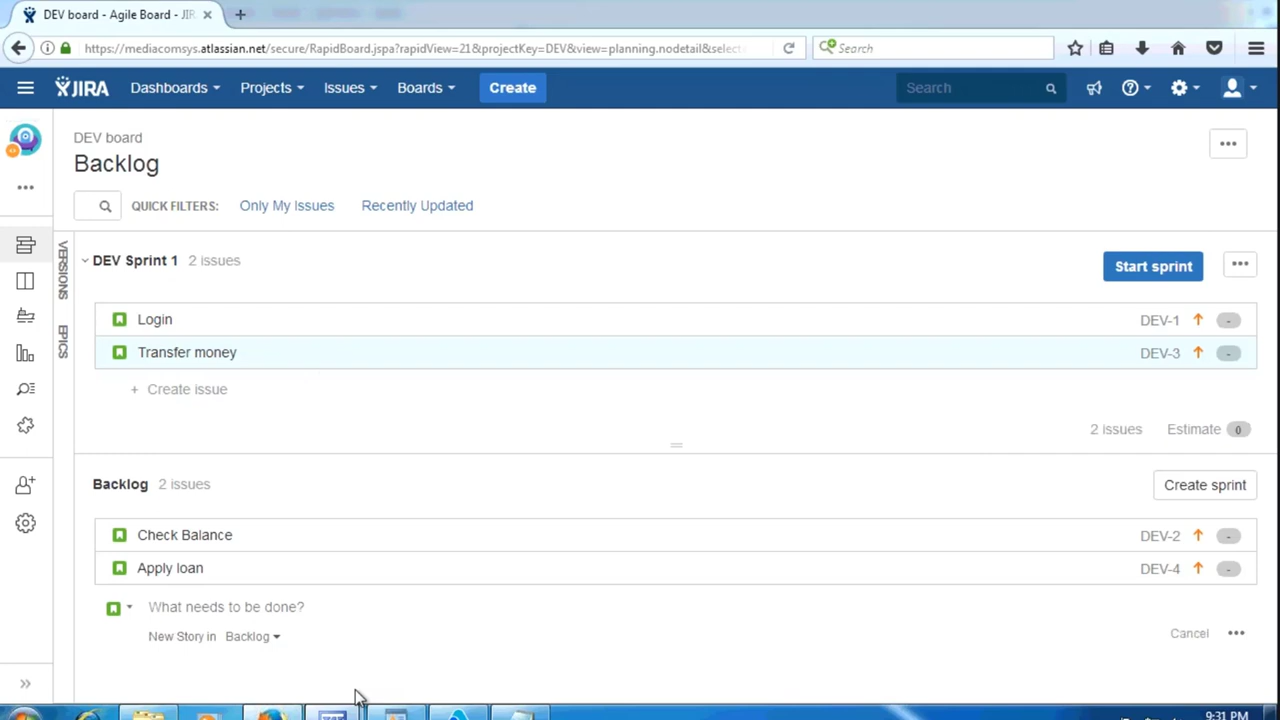 DEV board - Agile Board - JIR
https://mediacomsys.atlassian.net/secure/RapidBoard.jspa?rapidView=21&projectKey=DEV&view=planning.nodetail&select
Search
JIRA
Dashboards
Projects
Issues
Boards
Create
Search
DEV board
Backlog
QUICK FILTERS:
Only My Issues
Recently Updated
VERSIONS
EPICS
DEV Sprint 1 2 issues
Start sprint
Login
DEV-1
-
Transfer money
DEV-3
-
+ Create issue
2 issues Estimate 0
Backlog 2 issues
Create sprint
Check Balance
DEV-2
-
Apply loan
DEV-4
-
What needs to be done?
New Story in Backlog
Cancel
9:31 PM